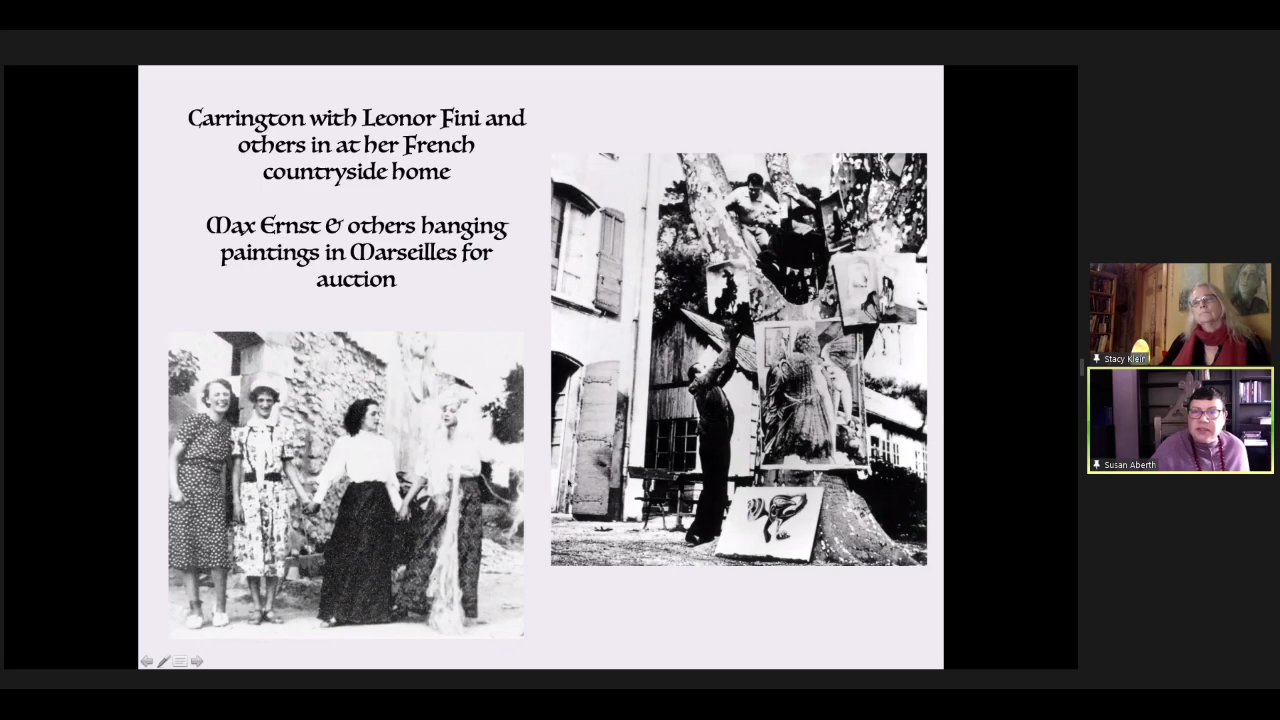 Carrington with Leonor Fini and
others in at her French
countryside home
Max Ernst & others hanging
paintings in Marseilles for
auction
Stacy Klein
Susan Aberth